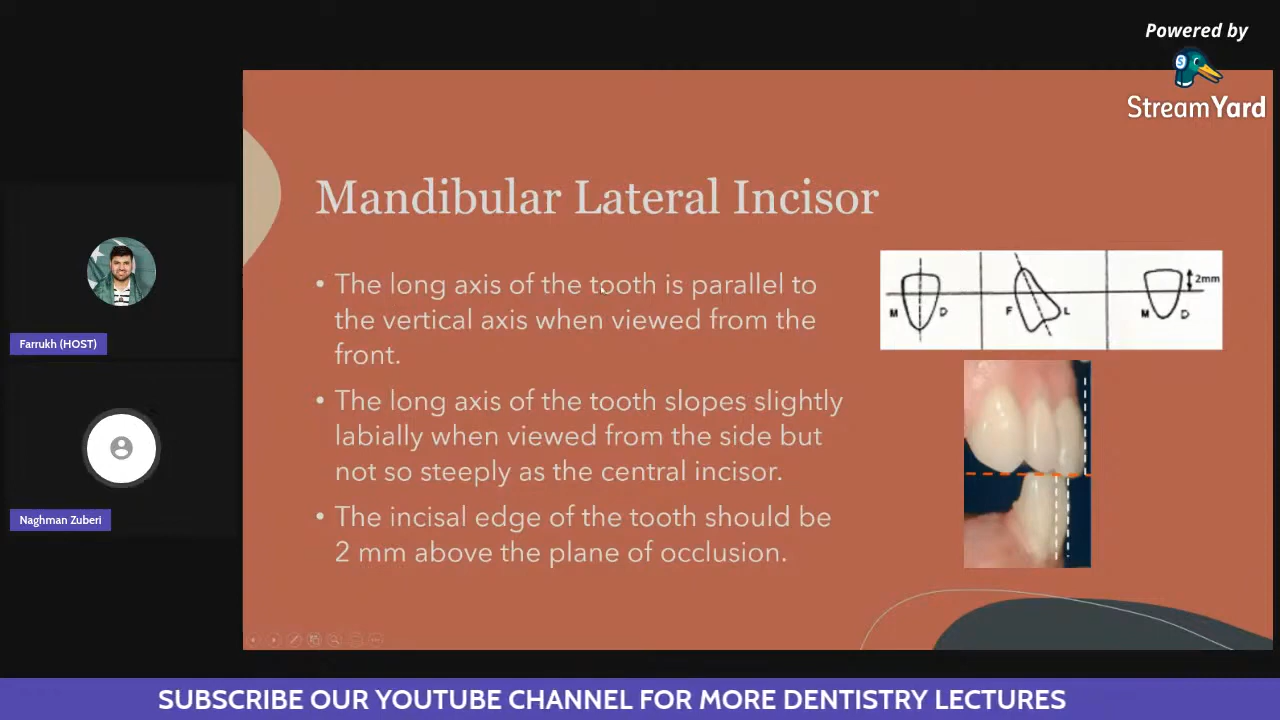 Powered by
StreamYard
Mandibular Lateral Incisor
• The long axis of the tooth is parallel to
the vertical axis when viewed from the
front.
• The long axis of the tooth slopes slightly
labially when viewed from the side but
not so steeply as the central incisor.
• The incisal edge of the tooth should be
2 mm above the plane of occlusion.
M D F L M D 2mm
Farrukh (HOST)
Naghman Zuberi
SUBSCRIBE OUR YOUTUBE CHANNEL FOR MORE DENTISTRY LECTURES